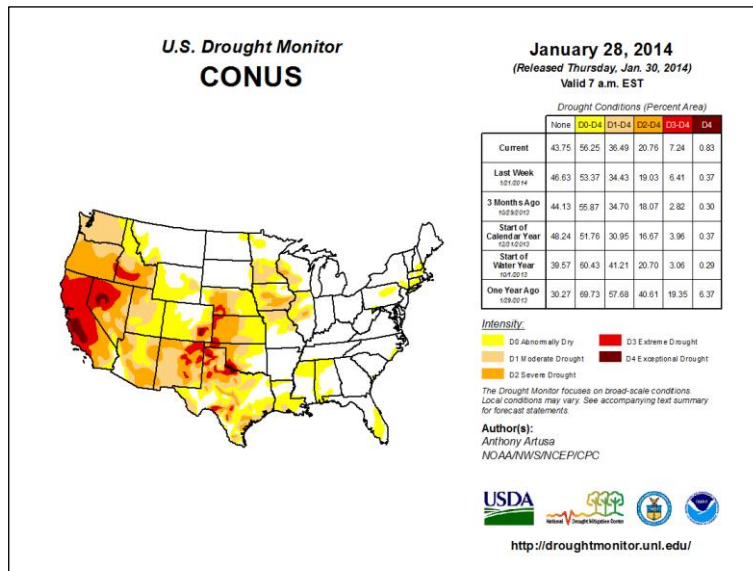 U.S. Drought Monitor
CONUS
January 28, 2014
(Released Thursday, Jan. 30, 2014)
Valid 7 a.m. EST
Drought Conditions (Percent Area)
None D0-D4 D1-D4 D2-D4 D3-D4 D4
Current 43.75 56.25 36.49 20.76 7.24 0.83
Last Week 46.63 53.37 34.43 19.03 6.41 0.37
1/21/2014
3 Months Ago 44.13 55.87 34.70 18.07 2.82 0.30
10/29/2013
Start of
Calendar Year 48.24 51.76 30.95 16.67 3.96 0.37
12/31/2013
Start of
Water Year 39.57 60.43 41.21 20.70 3.06 0.29
10/1/2013
One Year Ago 30.27 69.73 57.68 40.61 19.35 6.37
1/29/2013
Intensity:
D0 Abnormally Dry D3 Extreme Drought
D1 Moderate Drought D4 Exceptional Drought
D2 Severe Drought
The Drought Monitor focuses on broad-scale conditions.
Local conditions may vary. See accompanying text summary
for forecast statements.
Author(s):
Anthony Artusa
NOAA/NWS/NCEP/CPC
USDA
National Drought Mitigation Center
http://droughtmonitor.unl.edu/